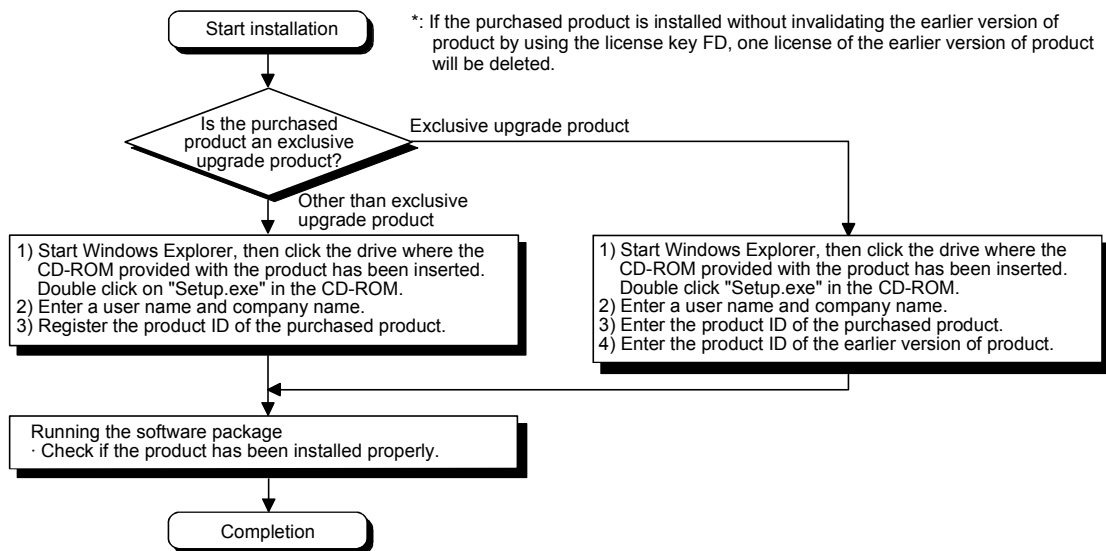 Start installation
*: If the purchased product is installed without invalidating the earlier version of
product by using the license key FD, one license of the earlier version of product
will be deleted.
Is the purchased
product an exclusive
upgrade product?
Exclusive upgrade product
Other than exclusive
upgrade product
1) Start Windows Explorer, then click the drive where the
CD-ROM provided with the product has been inserted.
Double click on "Setup.exe" in the CD-ROM.
2) Enter a user name and company name.
3) Register the product ID of the purchased product.
1) Start Windows Explorer, then click the drive where the
CD-ROM provided with the product has been inserted.
Double click "Setup.exe" in the CD-ROM.
2) Enter a user name and company name.
3) Enter the product ID of the purchased product.
4) Enter the product ID of the earlier version of product.
Running the software package
· Check if the product has been installed properly.
Completion